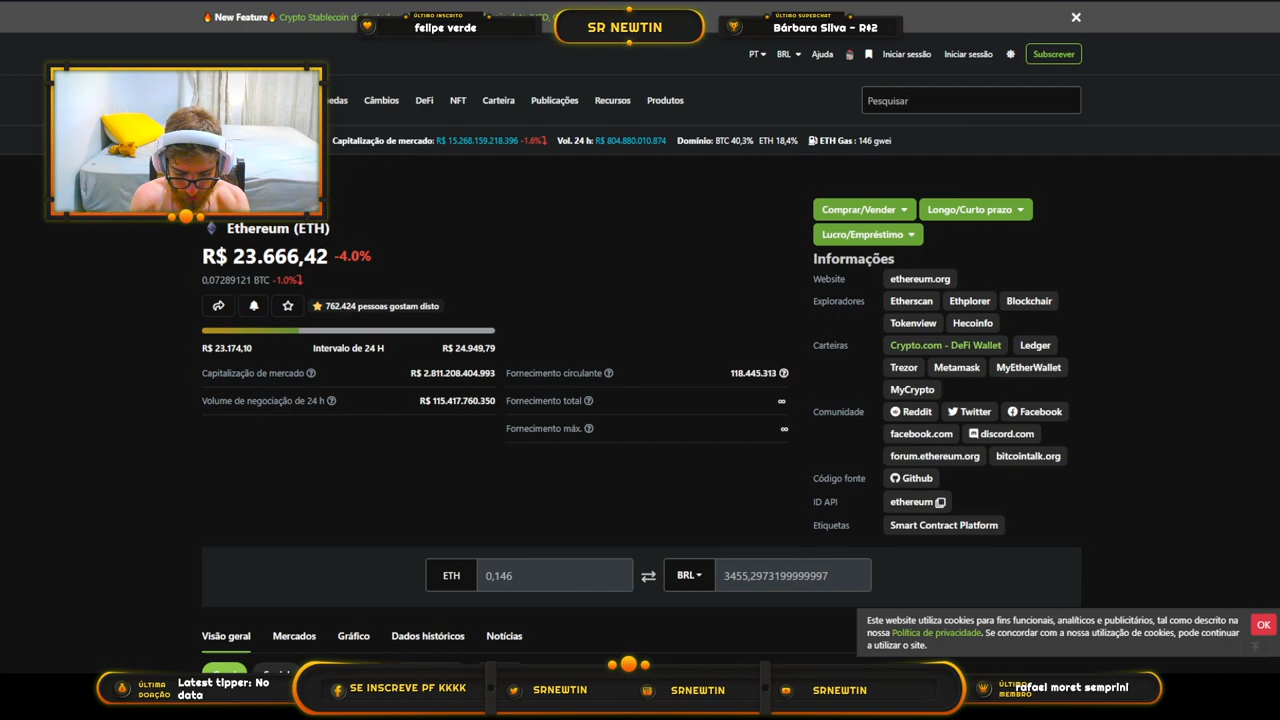 🔥 New Feature🔥 Crypto Stablecoin
ÚLTIMO INSCRITO
felipe verde
SR NEWTIN
ÚLTIMO SUPERCHAT
Bárbara Silva - R$2
PT BRL Ajuda Iniciar sessão Iniciar sessão Subscrever
edas Câmbios DeFi NFT Carteira Publicações Recursos Produtos
Pesquisar
Capitalização de mercado: R$ 15.268.159.218.396 -1.6% Vol. 24 h: R$ 804.880.010.874 Domínio: BTC 40,3% ETH 18,4% ETH Gas : 146 gwei
Ethereum (ETH)
R$ 23.666,42 -4.0%
0,07289121 BTC -1.0%
762.424 pessoas gostam disto
R$ 23.174,10 Intervalo de 24 H R$ 24.949,79
Capitalização de mercado R$ 2.811.208.404.993
Volume de negociação de 24 h R$ 115.417.760.350
Fornecimento circulante 118.445.313
Fornecimento total ∞
Fornecimento máx. ∞
Comprar/Vender Longo/Curto prazo
Lucro/Empréstimo
Informações
Website ethereum.org
Exploradores Etherscan Ethplorer Blockchair
Tokenview Hecoinfo
Carteiras Crypto.com - DeFi Wallet Ledger
Trezor Metamask MyEtherWallet
MyCrypto
Comunidade Reddit Twitter Facebook
facebook.com discord.com
forum.ethereum.org bitcointalk.org
Código fonte Github
ID API ethereum
Etiquetas Smart Contract Platform
ETH 0,146 BRL 3455,2973199999997
Visão geral Mercados Gráfico Dados históricos Notícias
Este website utiliza cookies para fins funcionais, analíticos e publicitários, tal como descrito na
nossa Política de privacidade. Se concordar com a nossa utilização de cookies, pode continuar
a utilizar o site.
OK
ÚLTIMA
DOAÇÃO
Latest tipper: No
data
SE INSCREVE PF KKKK
SRNEWTIN
SRNEWTIN
SRNEWTIN
ÚLTIMO
MEMBRO
Rafael moret semprini